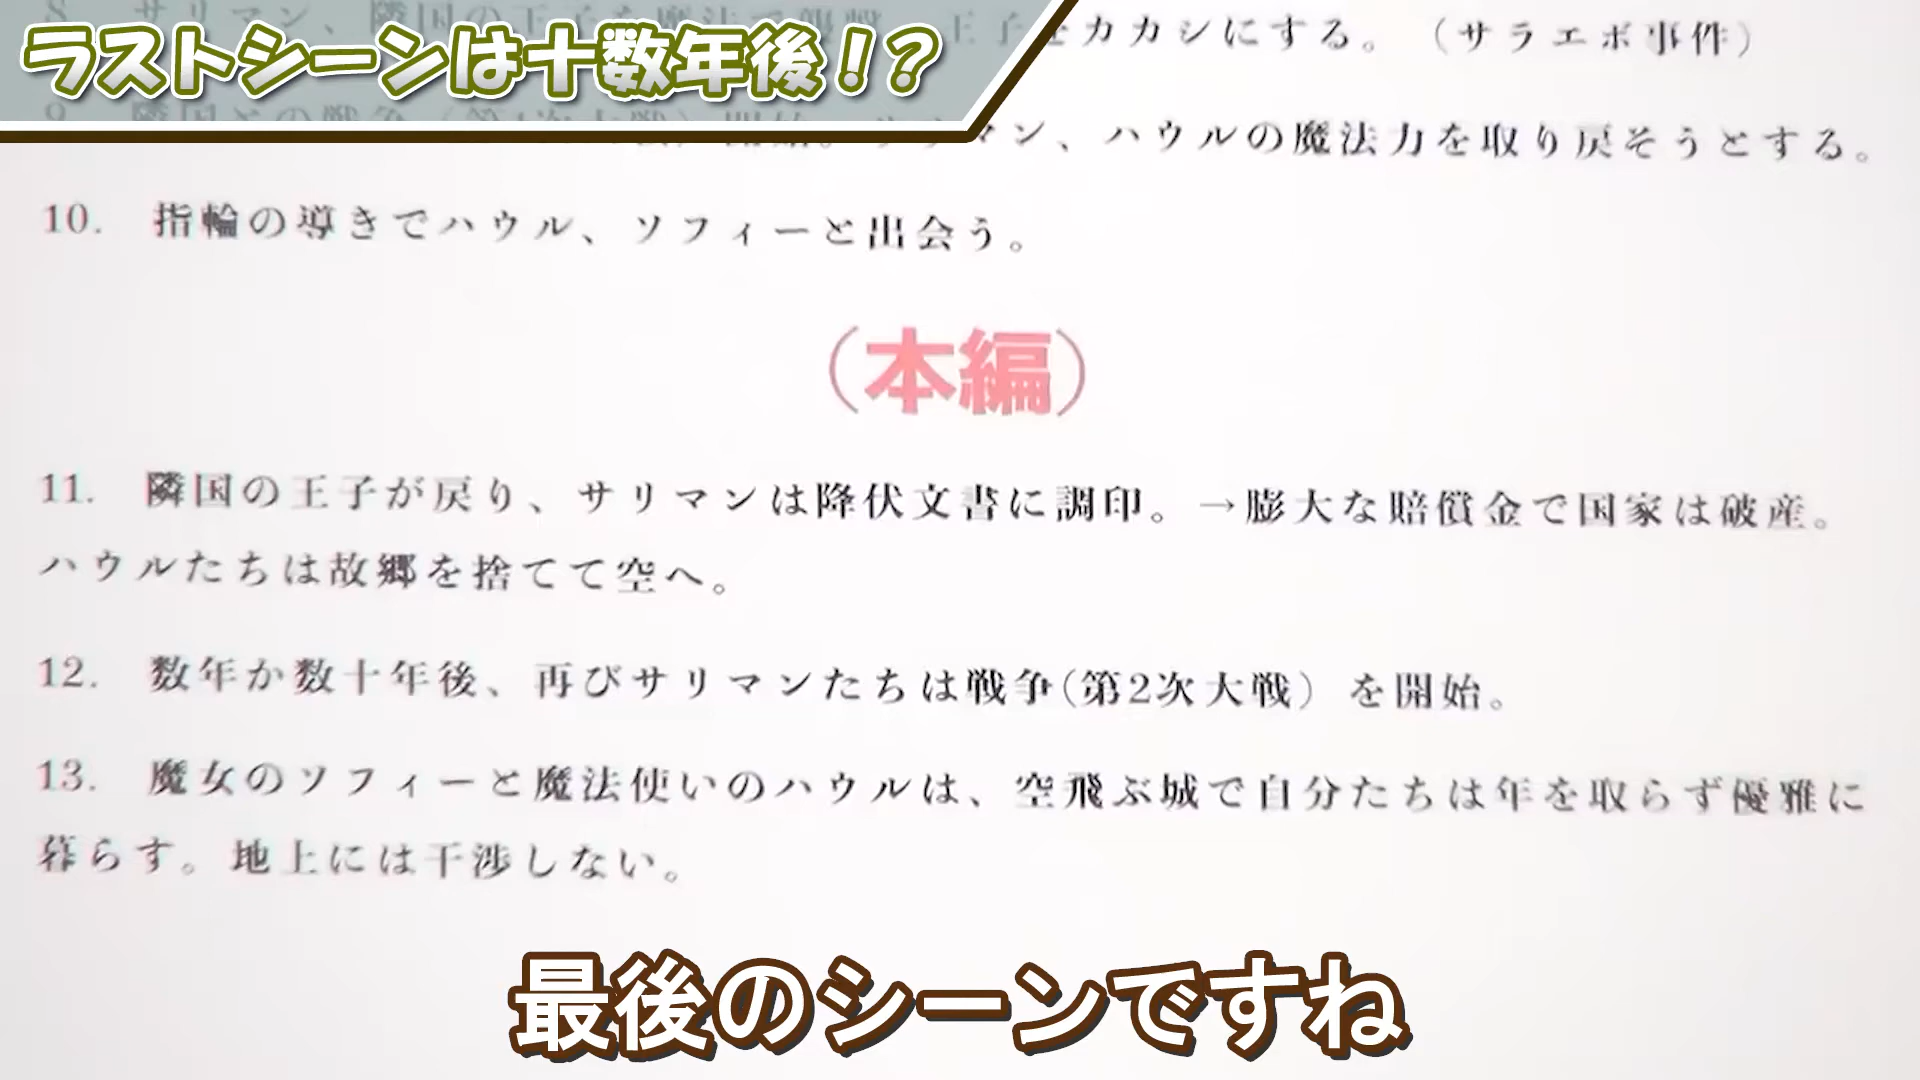 ラストシーンは十数年後!?
カカシにする。（サラエボ事件）
マン、ハウルの魔法力を取り戻そうとする。
10. 指輪の導きでハウル、ソフィーと出会う。
（本編）
11. 隣国の王子が戻り、サリマンは降伏文書に調印。→膨大な賠償金で国家は破産。
ハウルたちは故郷を捨てて空へ。
12. 数年か数十年後、再びサリマンたちは戦争(第2次大戦）を開始。
13. 魔女のソフィーと魔法使いのハウルは、空飛ぶ城で自分たちは年を取らず優雅に
暮らす。地上には干渉しない。
最後のシーンですね